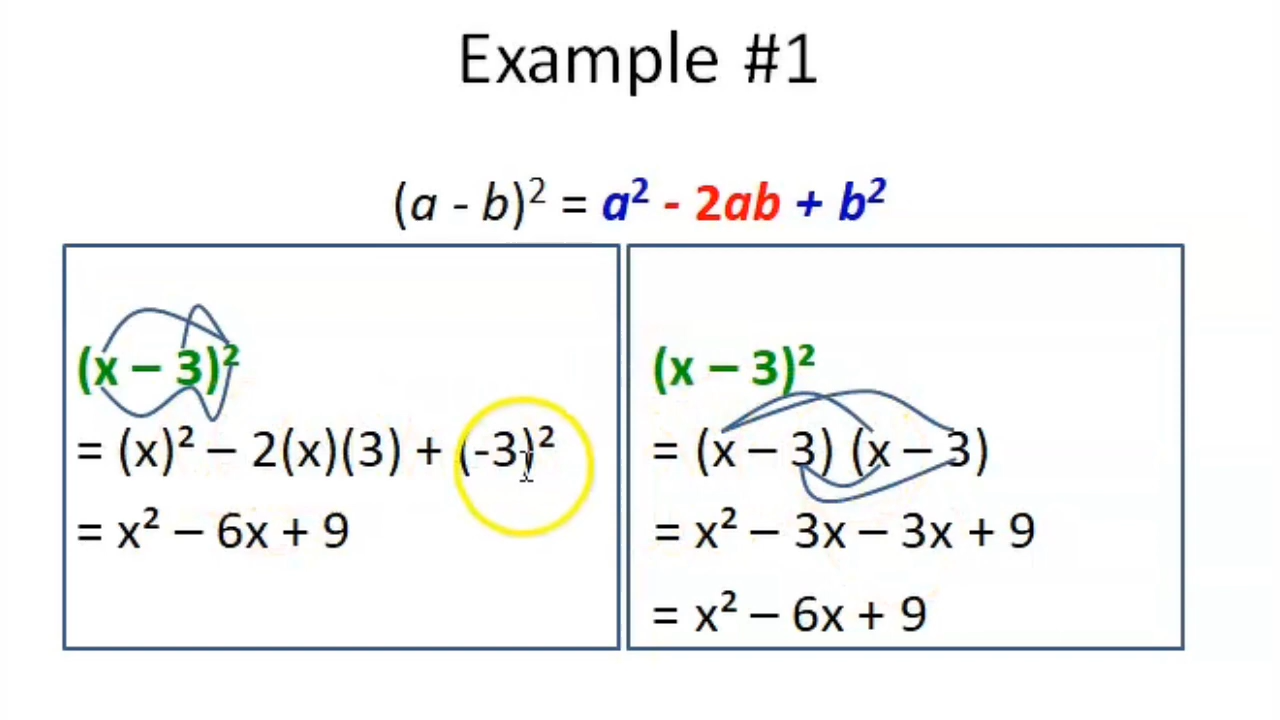 Example #1
(a - b)² = a² - 2ab + b²
(x – 3)²
= (x)² – 2(x)(3) + (-3)²
= x² – 6x + 9
(x – 3)²
= (x – 3) (x – 3)
= x² – 3x – 3x + 9
= x² – 6x + 9